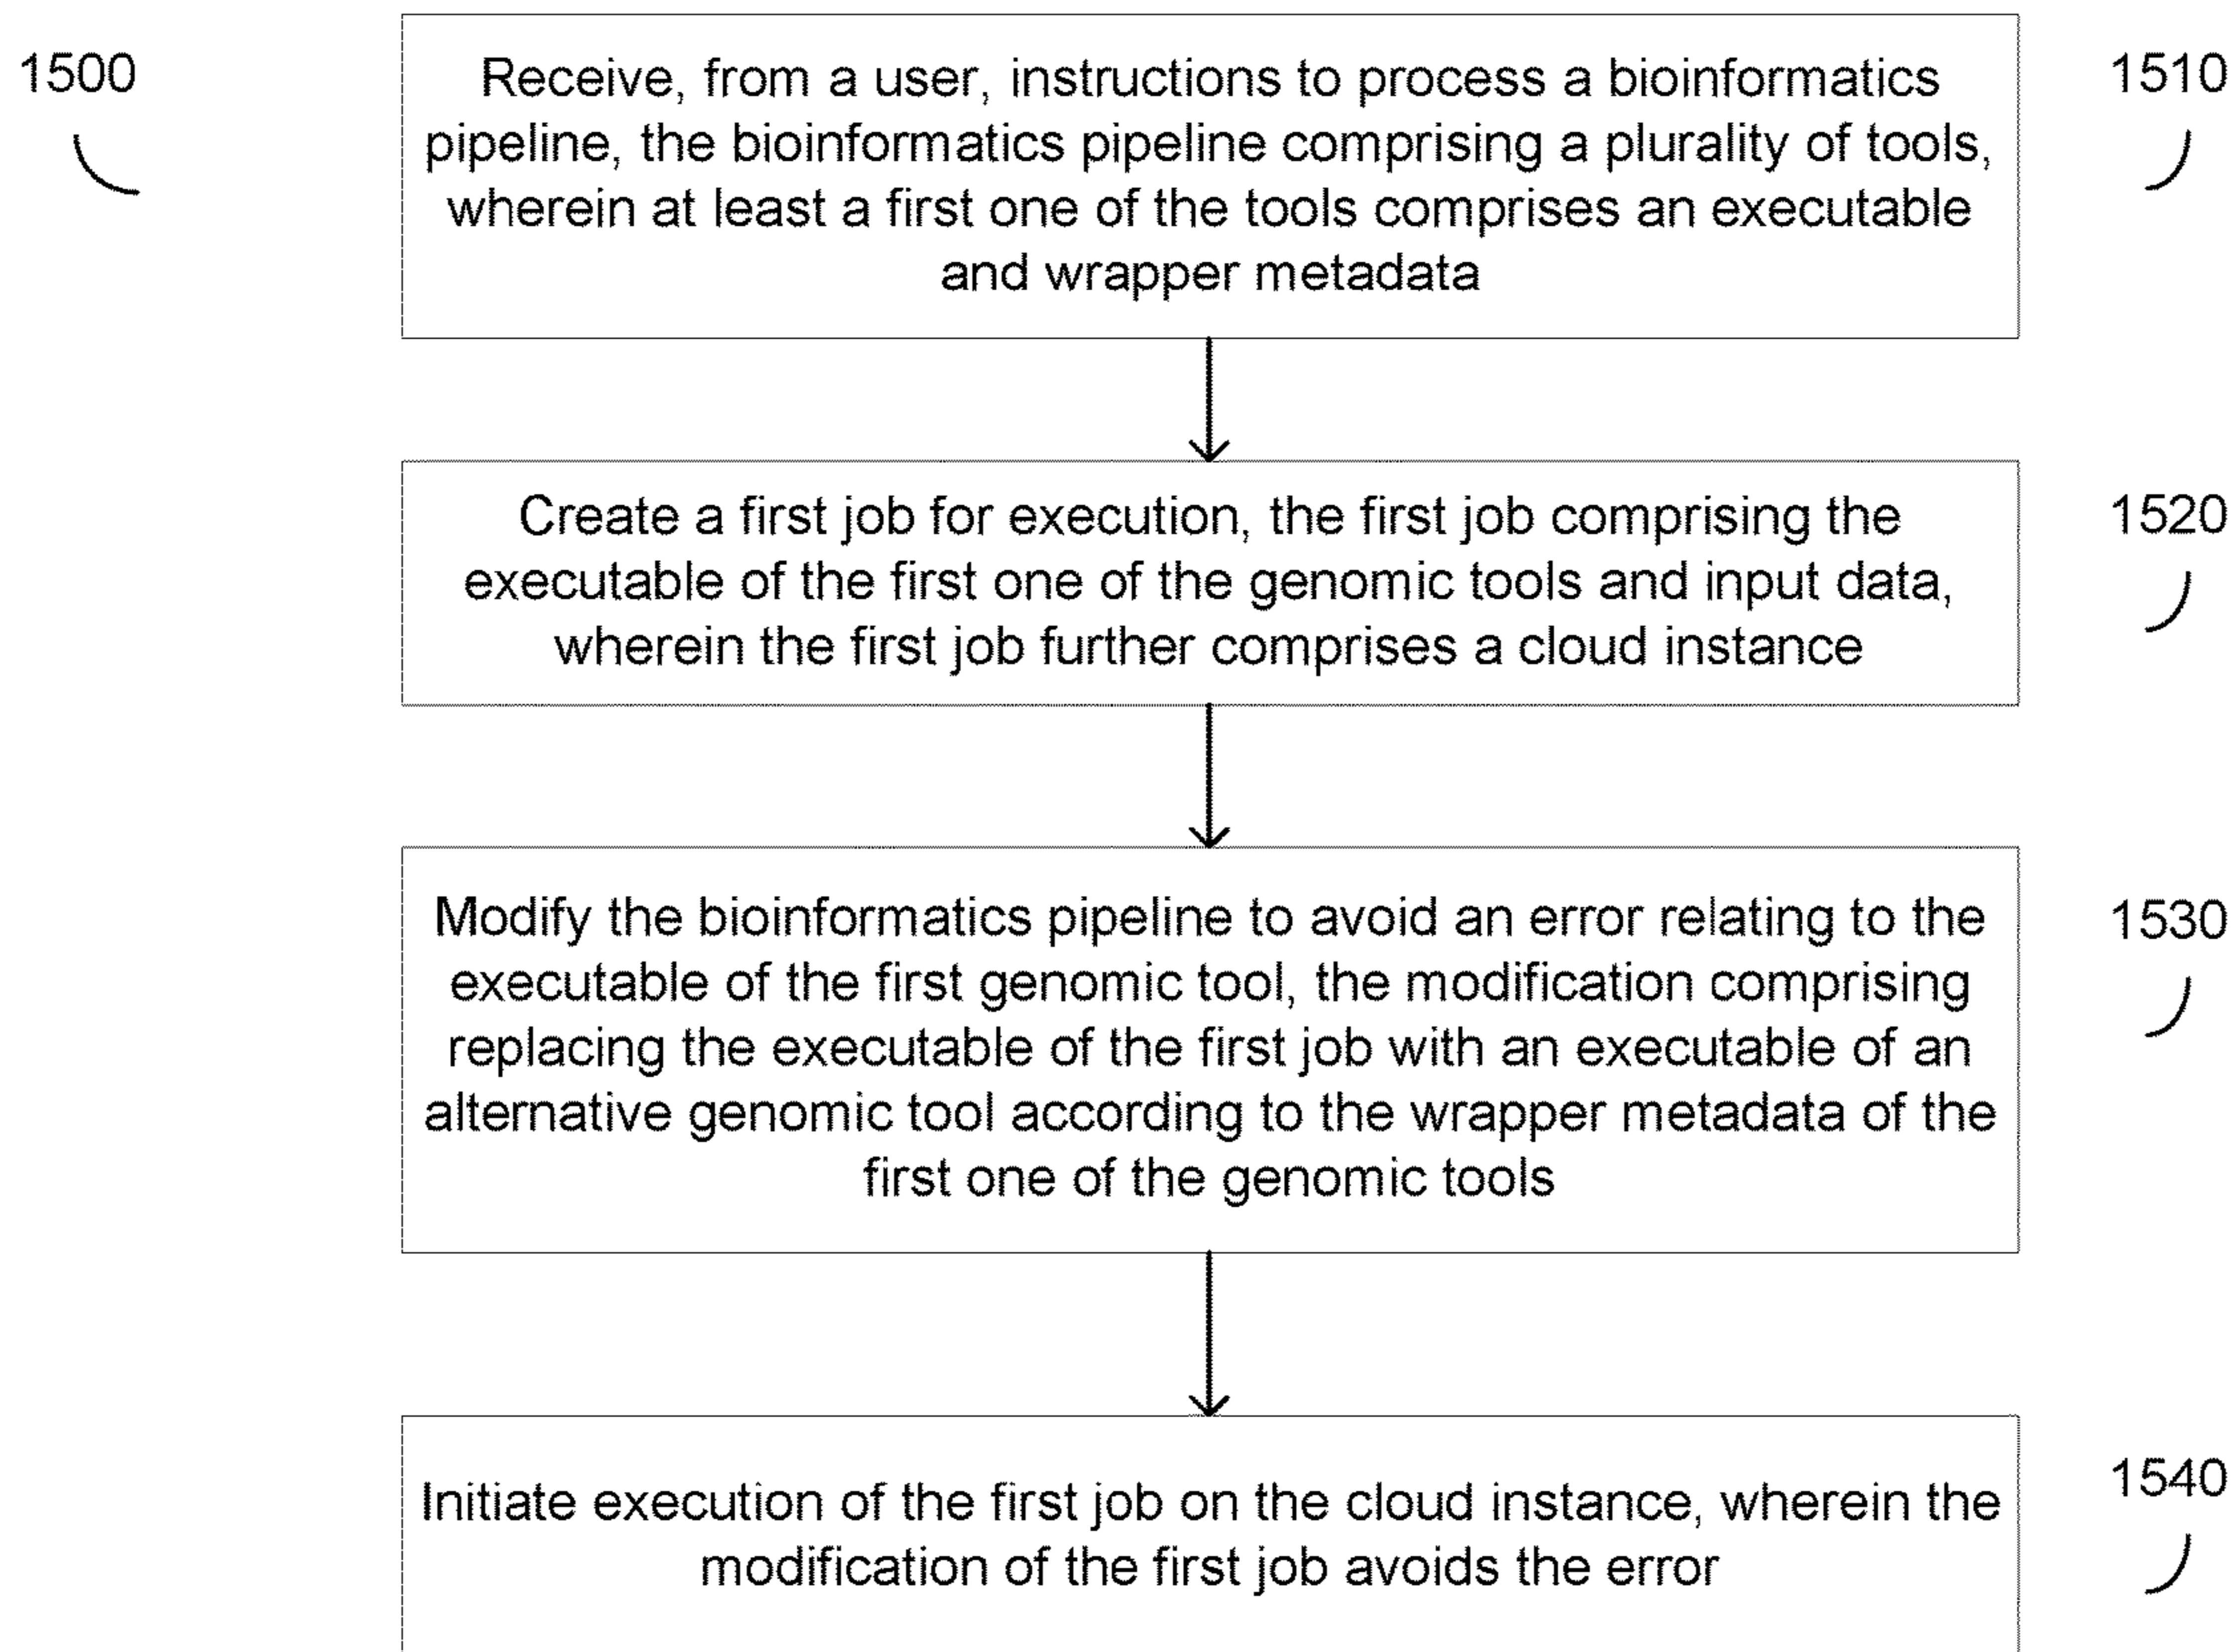 1500
Receive, from a user, instructions to process a bioinformatics
pipeline, the bioinformatics pipeline comprising a plurality of tools,
wherein at least a first one of the tools comprises an executable
and wrapper metadata
1510
Create a first job for execution, the first job comprising the
executable of the first one of the genomic tools and input data,
wherein the first job further comprises a cloud instance
1520
Modify the bioinformatics pipeline to avoid an error relating to the
executable of the first genomic tool, the modification comprising
replacing the executable of the first job with an executable of an
alternative genomic tool according to the wrapper metadata of the
first one of the genomic tools
1530
Initiate execution of the first job on the cloud instance, wherein the
modification of the first job avoids the error
1540